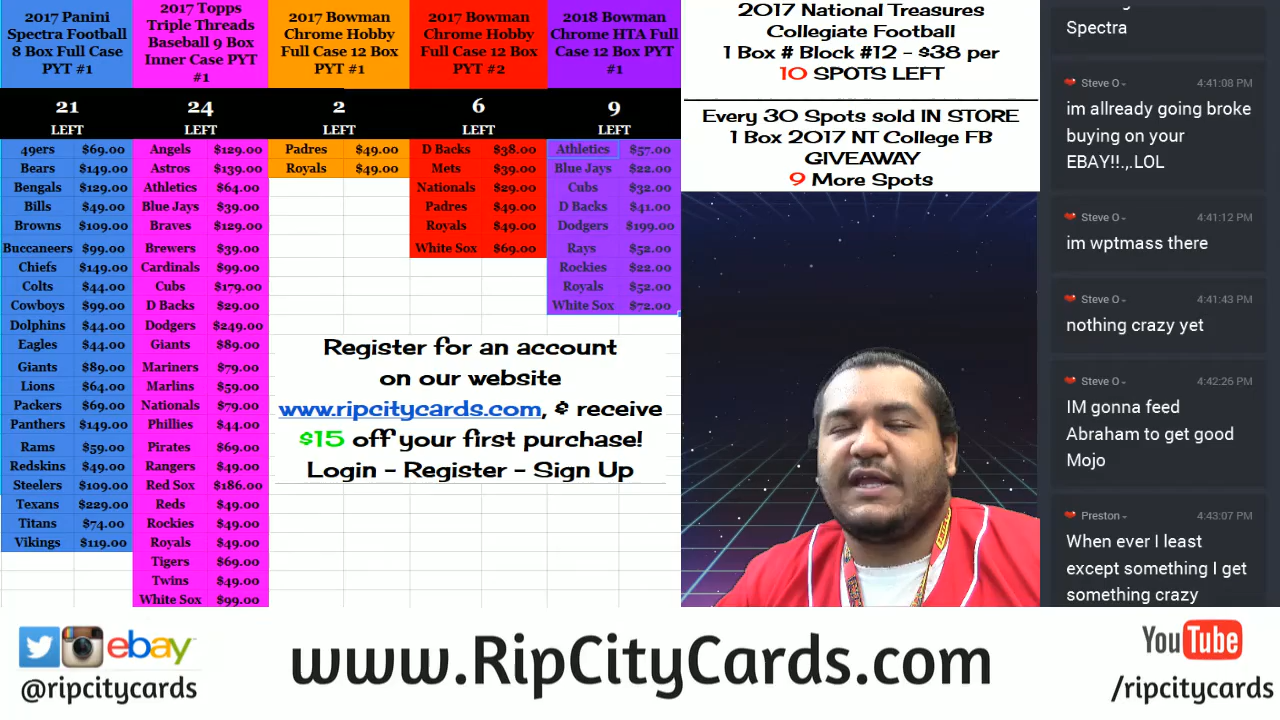 2017 Panini
Spectra Football
8 Box Full Case
PYT #1
21
LEFT
49ers $69.00
Bears $149.00
Bengals $129.00
Bills $49.00
Browns $109.00
Buccaneers $99.00
Chiefs $149.00
Colts $44.00
Cowboys $99.00
Dolphins $44.00
Eagles $44.00
Giants $89.00
Lions $64.00
Packers $69.00
Panthers $149.00
Rams $59.00
Redskins $49.00
Steelers $109.00
Texans $229.00
Titans $74.00
Vikings $119.00
2017 Topps
Triple Threads
Baseball 9 Box
Inner Case PYT
#1
24
LEFT
Angels $129.00
Astros $139.00
Athletics $64.00
Blue Jays $39.00
Braves $129.00
Brewers $39.00
Cardinals $99.00
Cubs $179.00
D Backs $29.00
Dodgers $249.00
Giants $89.00
Mariners $79.00
Marlins $59.00
Nationals $79.00
Phillies $44.00
Pirates $69.00
Rangers $49.00
Red Sox $186.00
Reds $49.00
Rockies $49.00
Royals $49.00
Tigers $69.00
Twins $49.00
White Sox $99.00
2017 Bowman
Chrome Hobby
Full Case 12 Box
PYT #1
2
LEFT
Padres $49.00
Royals $49.00
2017 Bowman
Chrome Hobby
Full Case 12 Box
PYT #2
6
LEFT
D Backs $38.00
Mets $39.00
Nationals $29.00
Padres $49.00
Royals $49.00
White Sox $69.00
2018 Bowman
Chrome HTA Full
Case 12 Box PYT
#1
9
LEFT
Athletics $57.00
Blue Jays $22.00
Cubs $32.00
D Backs $41.00
Dodgers $199.00
Rays $52.00
Rockies $22.00
Royals $52.00
White Sox $72.00
Register for an account
on our website
www.ripcitycards.com, & receive
$15 off your first purchase!
Login - Register - Sign Up
2017 National Treasures
Collegiate Football
1 Box # Block #12 - $38 per
10 SPOTS LEFT
Every 30 Spots sold IN STORE
1 Box 2017 NT College FB
GIVEAWAY
9 More Spots
Spectra
Steve O 4:41:08 PM
im allready going broke
buying on your
EBAY!!.,.LOL
Steve O 4:41:12 PM
im wptmass there
Steve O 4:41:43 PM
nothing crazy yet
Steve O 4:42:26 PM
IM gonna feed
Abraham to get good
Mojo
Preston 4:43:07 PM
When ever I least
except something I get
something crazy
ebay
@ripcitycards
www.RipCityCards.com
YouTube
/ripcitycards